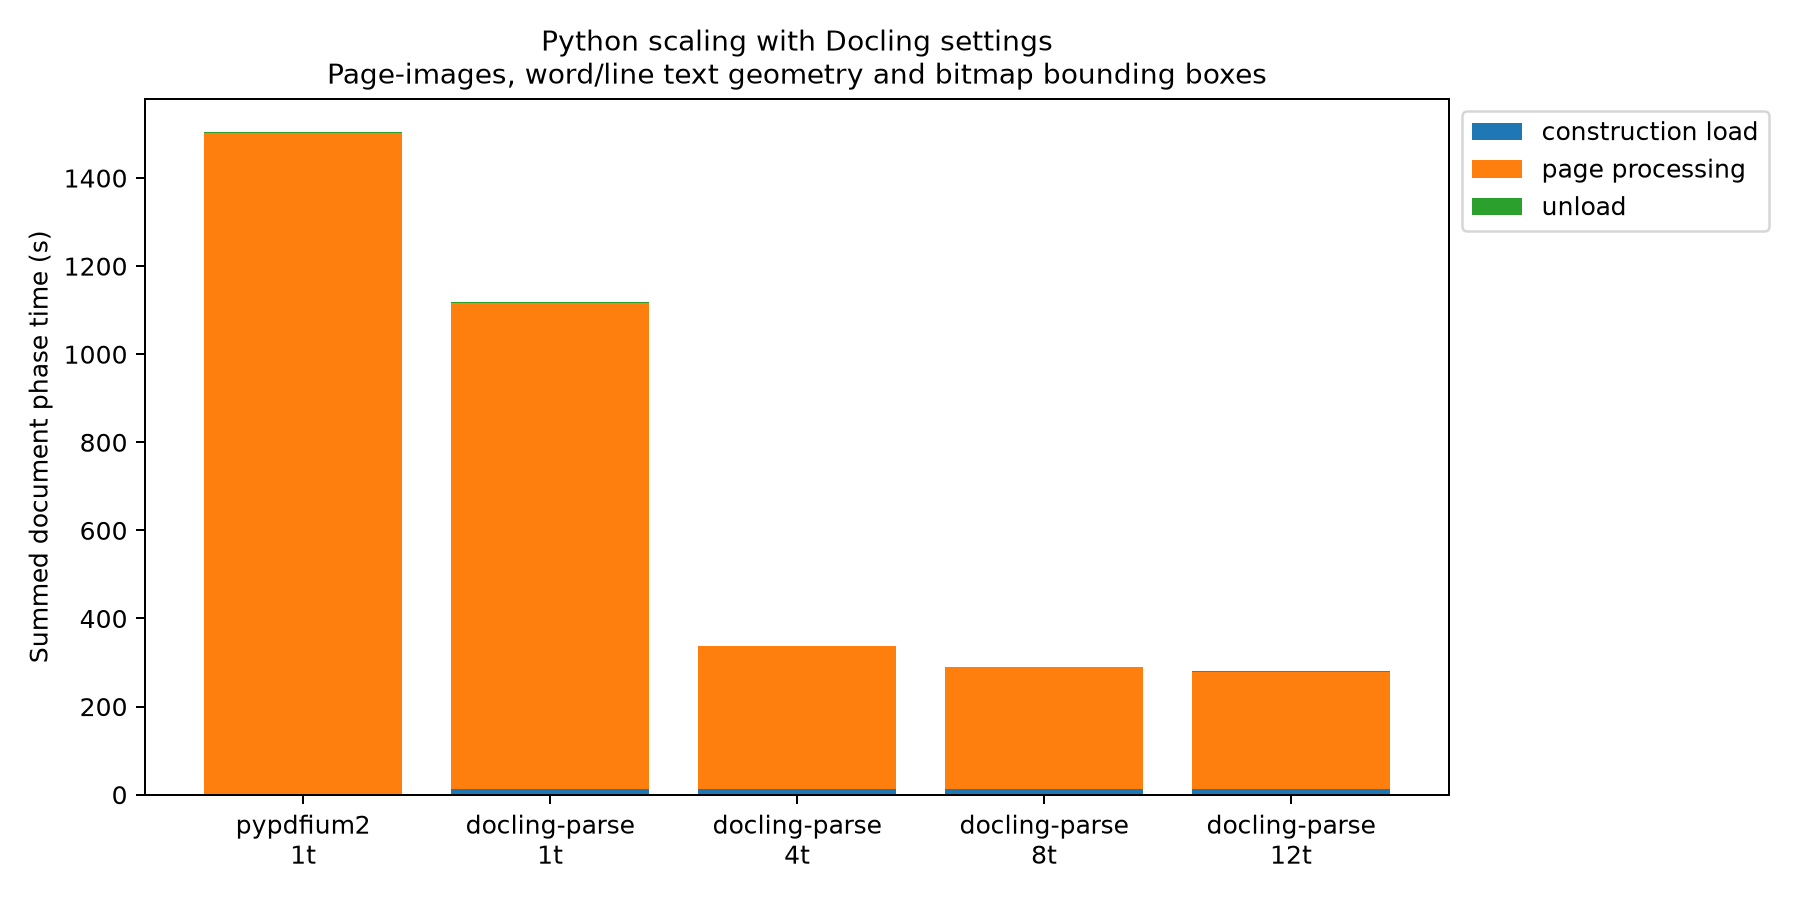 Python scaling with Docling settings
Page-images, word/line text geometry and bitmap bounding boxes
construction load
page processing
unload
Summed document phase time (s)
1400
1200
1000
800
600
400
200
0
pypdfium2
1t
docling-parse
1t
docling-parse
4t
docling-parse
8t
docling-parse
12t